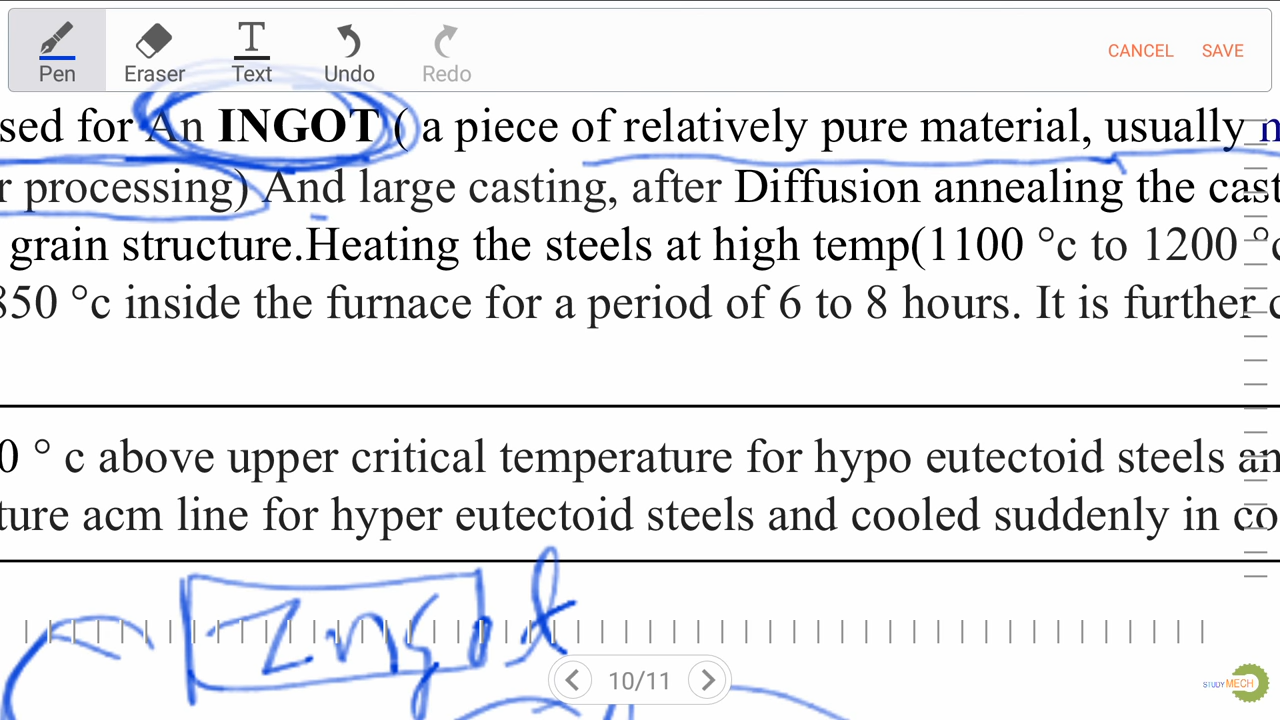 Pen Eraser Text Undo Redo CANCEL SAVE
sed for An INGOT ( a piece of relatively pure material, usually
r processing) And large casting, after Diffusion annealing the cast
grain structure.Heating the steels at high temp(1100 °c to 1200 °c
850 °c inside the furnace for a period of 6 to 8 hours. It is further c
0 ° c above upper critical temperature for hypo eutectoid steels an
ture acm line for hyper eutectoid steels and cooled suddenly in co
Ingot
10/11
STUDY MECH